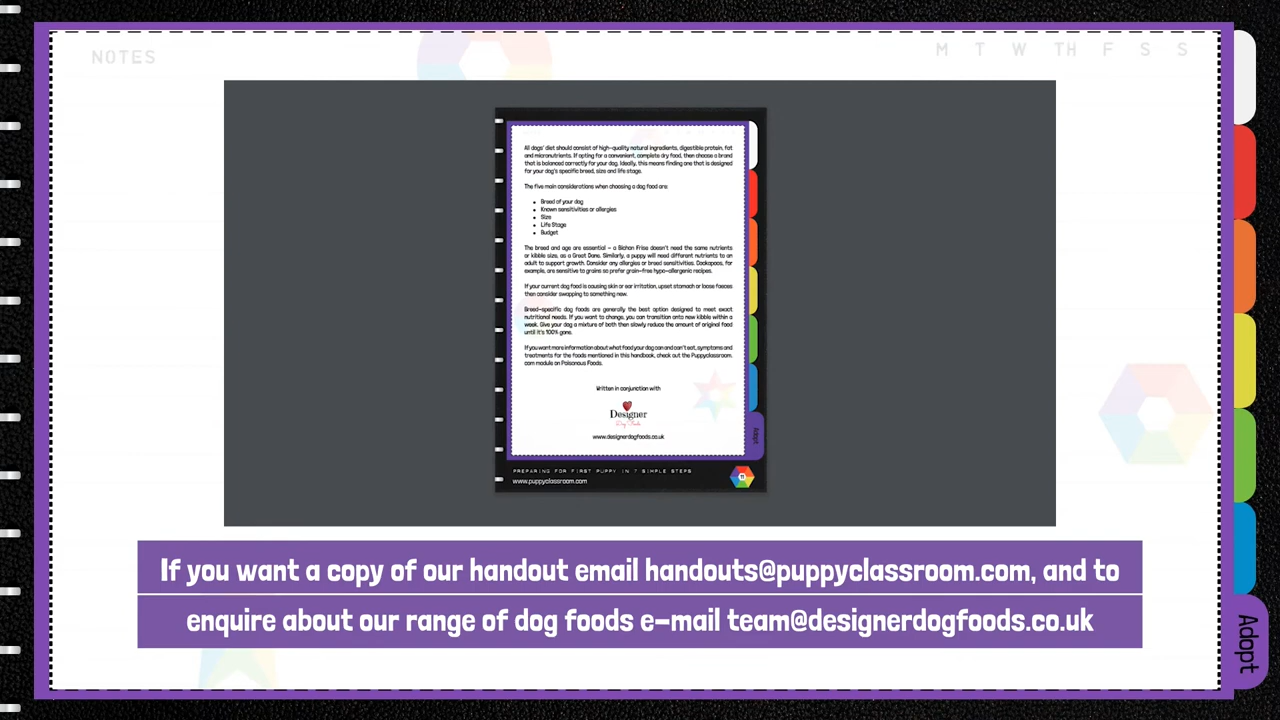 NOTES
M T W TH F S S
All dogs' diet should consist of high-quality natural ingredients, digestible protein, fat
and micronutrients. If opting for a convenient, complete dry food, then choose a brand
that is balanced correctly for your dog. Ideally, this means finding one that is designed
for your dog's specific breed, size and life stage.
The five main considerations when choosing a dog food are:
• Breed of your dog
• Known sensitivities or allergies
• Size
• Life Stage
• Budget
The breed and age are essential – a Bichon Frise doesn't need the same nutrients
or kibble size, as a Great Dane. Similarly, a puppy will need different nutrients to an
adult to support growth. Consider any allergies or breed sensitivities. Cockapoos, for
example, are sensitive to grains so prefer grain-free hypo-allergenic recipes.
If your current dog food is causing skin or ear irritation, upset stomach or loose faeces
then consider swapping to something new.
Breed-specific dog foods are generally the best option designed to meet exact
nutritional needs. If you want to change, you can transition onto new kibble within a
week. Give your dog a mixture of both then slowly reduce the amount of original food
until it's 100% gone.
If you want more information about what food your dog can and can't eat, symptoms and
treatments for the foods mentioned in this handbook, check out the Puppyclassroom.
com module on Poisonous Foods.
Written in conjunction with
Designer
Dog Foods
www.designerdogfoods.co.uk
Adopt
PREPARING FOR FIRST PUPPY IN 7 SIMPLE STEPS
www.puppyclassroom.com
If you want a copy of our handout email handouts@puppyclassroom.com, and to
enquire about our range of dog foods e-mail team@designerdogfoods.co.uk
Adopt